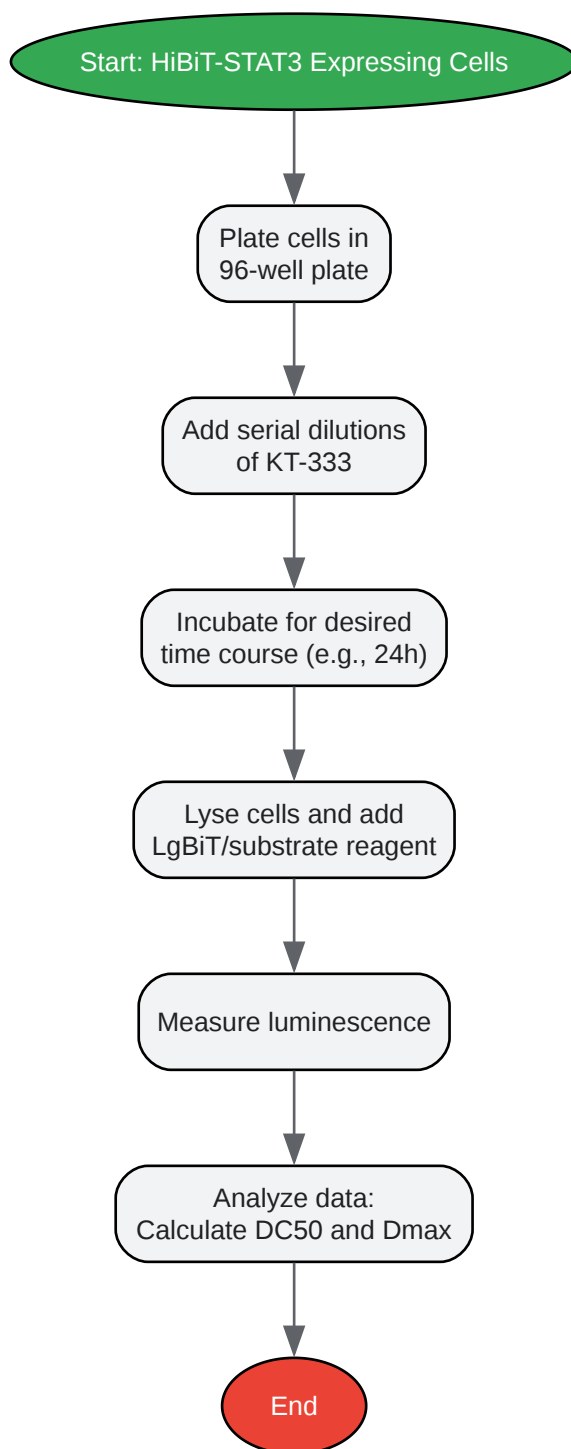 Start: HiBiT-STAT3 Expressing Cells
Plate cells in
96-well plate
Add serial dilutions
of KT-333
Incubate for desired
time course (e.g., 24h)
Lyse cells and add
LgBiT/substrate reagent
Measure luminescence
Analyze data:
Calculate DC50 and Dmax
End